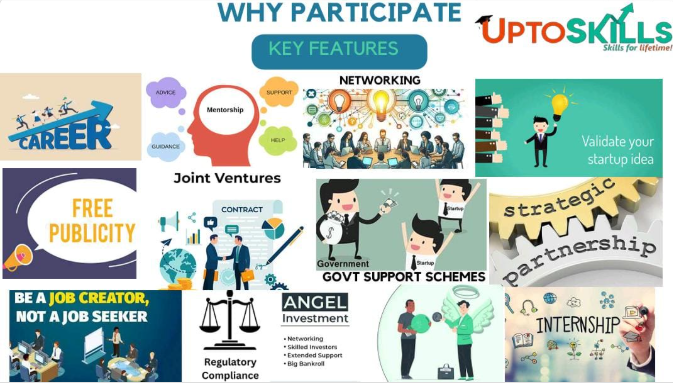 WHY PARTICIPATE
KEY FEATURES
UPTOSKILLS
Skills for lifetime!
CAREER
ADVICE
SUPPORT
Mentorship
GUIDANCE
HELP
NETWORKING
Validate your
startup idea
FREE
PUBLICITY
Joint Ventures
CONTRACT
Startup
Startup
Government
GOVT SUPPORT SCHEMES
strategic
partnership
BE A JOB CREATOR,
NOT A JOB SEEKER
Regulatory
Compliance
ANGEL
Investment
• Networking
• Skilled Investors
• Extended Support
• Big Bankroll
INTERNSHIP